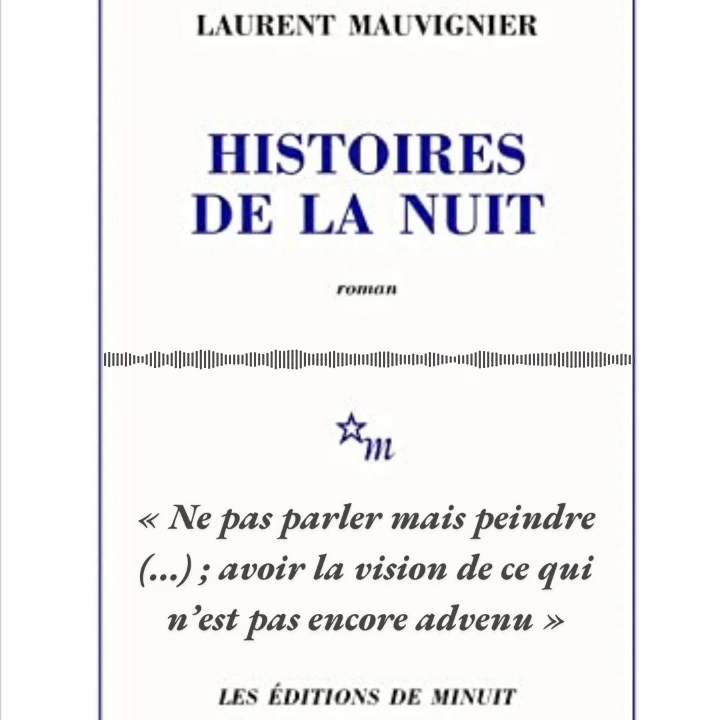 LAURENT MAUVIGNIER
HISTOIRES
DE LA NUIT
roman
m
« Ne pas parler mais peindre
(...) ; avoir la vision de ce qui
n’est pas encore advenu »
LES ÉDITIONS DE MINUIT